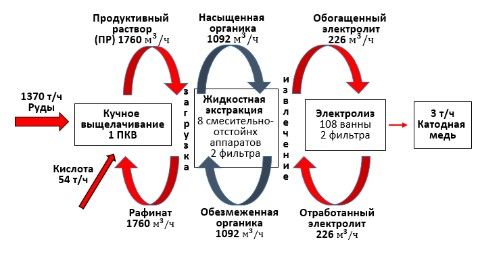 Продуктивный
раствор
(ПР) 1760 м³/ч
Насыщенная
органика
1092 м³/ч
Обогащенный
электролит
226 м³/ч
1370 т/ч
Руды
Кучное
выщелачивание
1 ПКВ
загрузка
Жидкостная
экстракция
8 смесительно-
отстойнх
аппаратов
2 фильтра
извлечение
Электролиз
108 ванны
2 фильтра
3 т/ч
Катодная
медь
Кислота
54 т/ч
Рафинат
1760 м³/ч
Обезмеженная
органика
1092 м³/ч
Отработанный
электролит
226 м³/ч